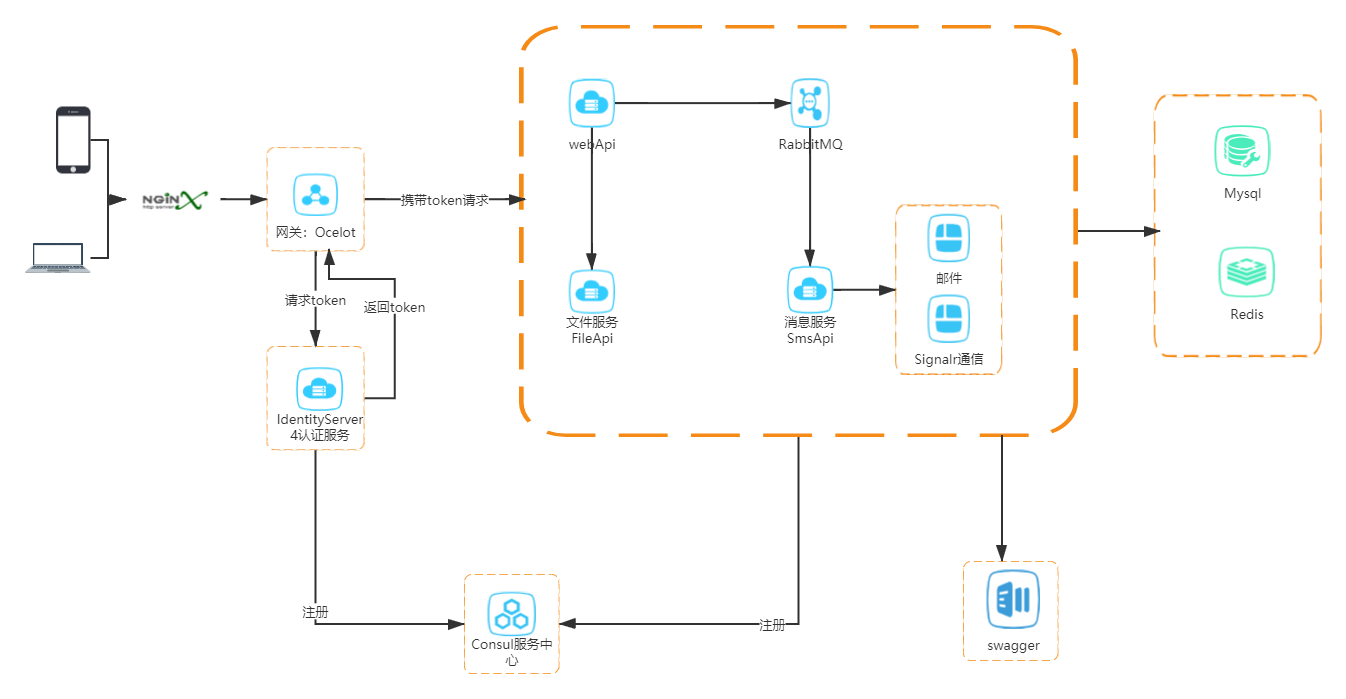 webApi
RabbitMQ
Mysql
NGiNX
http server
携带token请求
网关：Ocelot
邮件
请求token
返回token
文件服务
FileApi
消息服务
SmsApi
Redis
Signalr通信
IdentityServer
4认证服务
注册
注册
Consul服务中
心
swagger